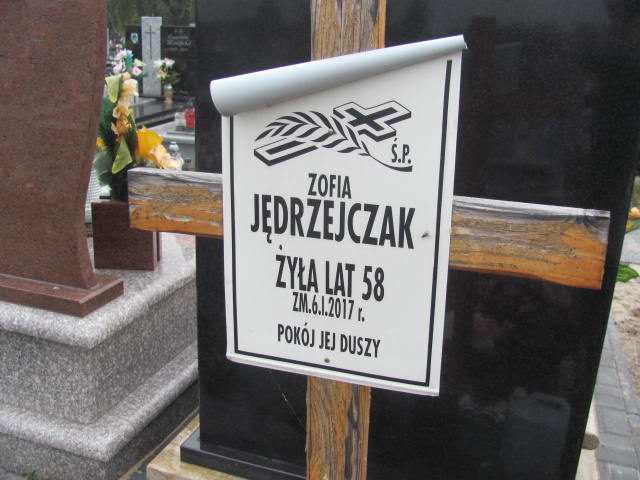 Ś.P.
ZOFIA
JĘDRZEJCZAK
ŻYŁA LAT 58
ZM.6.I.2017 r.
POKÓJ JEJ DUSZY